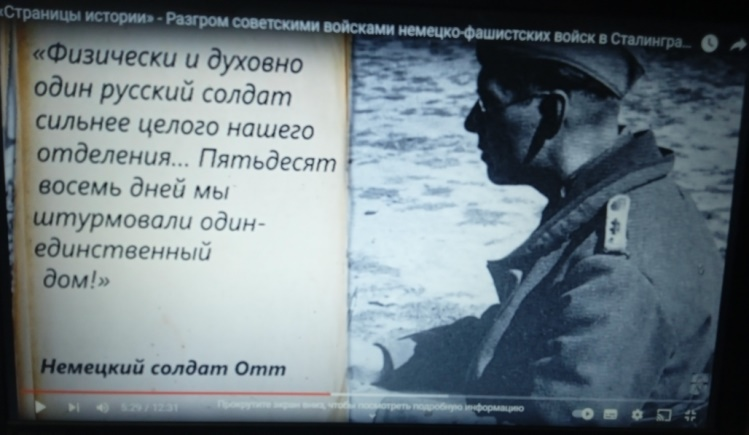 «Страницы истории» - Разгром советскими войсками немецко-фашистских войск в Сталингра...
«Физически и духовно
один русский солдат
сильнее целого нашего
отделения... Пятьдесят
восемь дней мы
штурмовали один-
единственный
дом!»
Немецкий солдат Отт
5:29 / 12:31
Прокрутите экран вниз, чтобы посмотреть подробную информацию